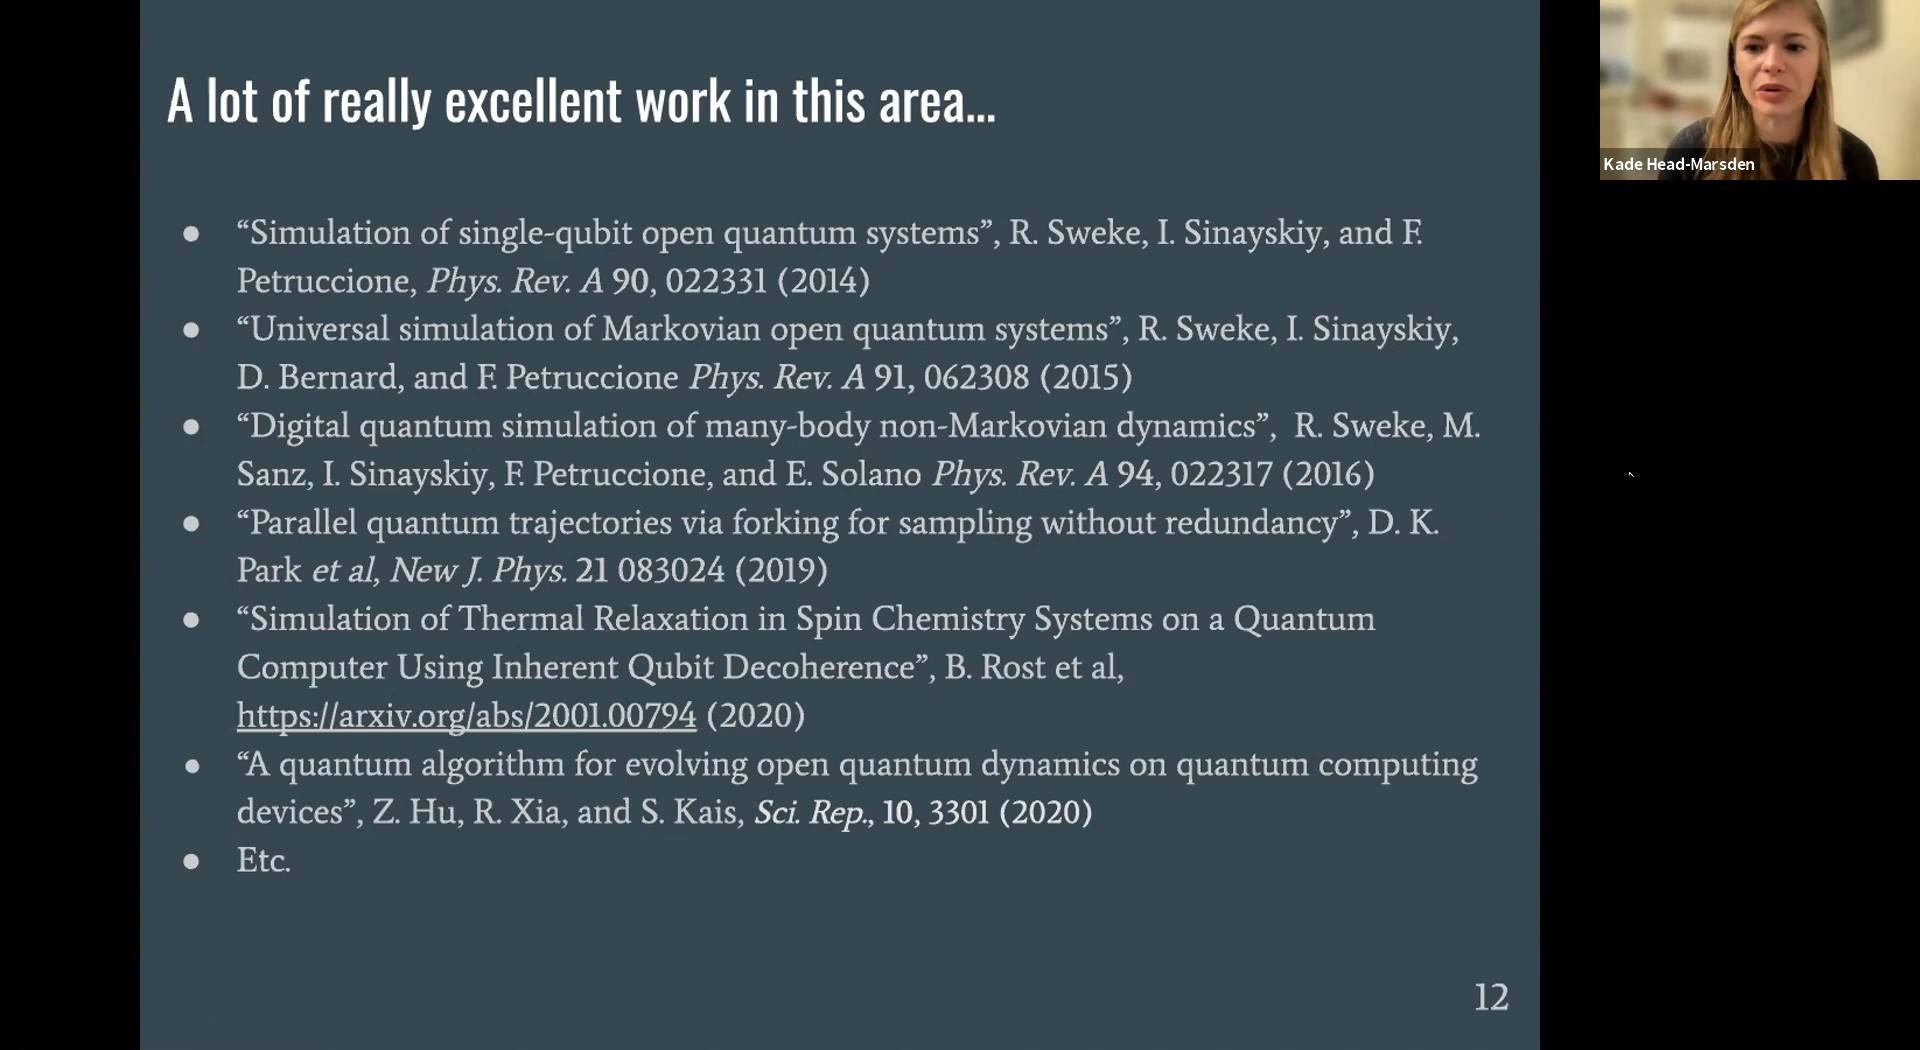 A lot of really excellent work in this area...
Kade Head-Marsden
● “Simulation of single-qubit open quantum systems”, R. Sweke, I. Sinayskiy, and F.
Petruccione, Phys. Rev. A 90, 022331 (2014)
● “Universal simulation of Markovian open quantum systems”, R. Sweke, I. Sinayskiy,
D. Bernard, and F. Petruccione Phys. Rev. A 91, 062308 (2015)
● “Digital quantum simulation of many-body non-Markovian dynamics”, R. Sweke, M.
Sanz, I. Sinayskiy, F. Petruccione, and E. Solano Phys. Rev. A 94, 022317 (2016)
● “Parallel quantum trajectories via forking for sampling without redundancy”, D. K.
Park et al, New J. Phys. 21 083024 (2019)
● “Simulation of Thermal Relaxation in Spin Chemistry Systems on a Quantum
Computer Using Inherent Qubit Decoherence”, B. Rost et al,
https://arxiv.org/abs/2001.00794 (2020)
● “A quantum algorithm for evolving open quantum dynamics on quantum computing
devices”, Z. Hu, R. Xia, and S. Kais, Sci. Rep., 10, 3301 (2020)
● Etc.
12